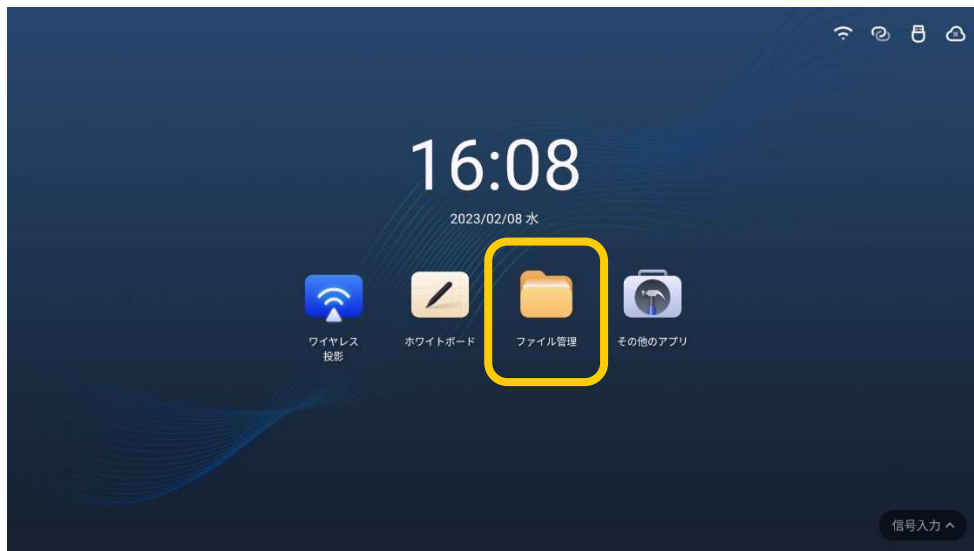 16:08
2023/02/08 水
ワイヤレス
投影
ホワイトボード
ファイル管理
その他のアプリ
信号入力